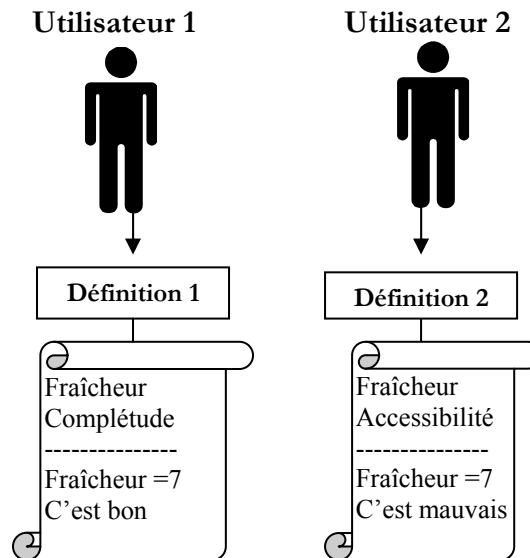 Utilisateur 1
Utilisateur 2
Définition 1
Définition 2
Fraîcheur
Complétude
---------------
Fraîcheur =7
C'est bon
Fraîcheur
Accessibilité
---------------
Fraîcheur =7
C'est mauvais